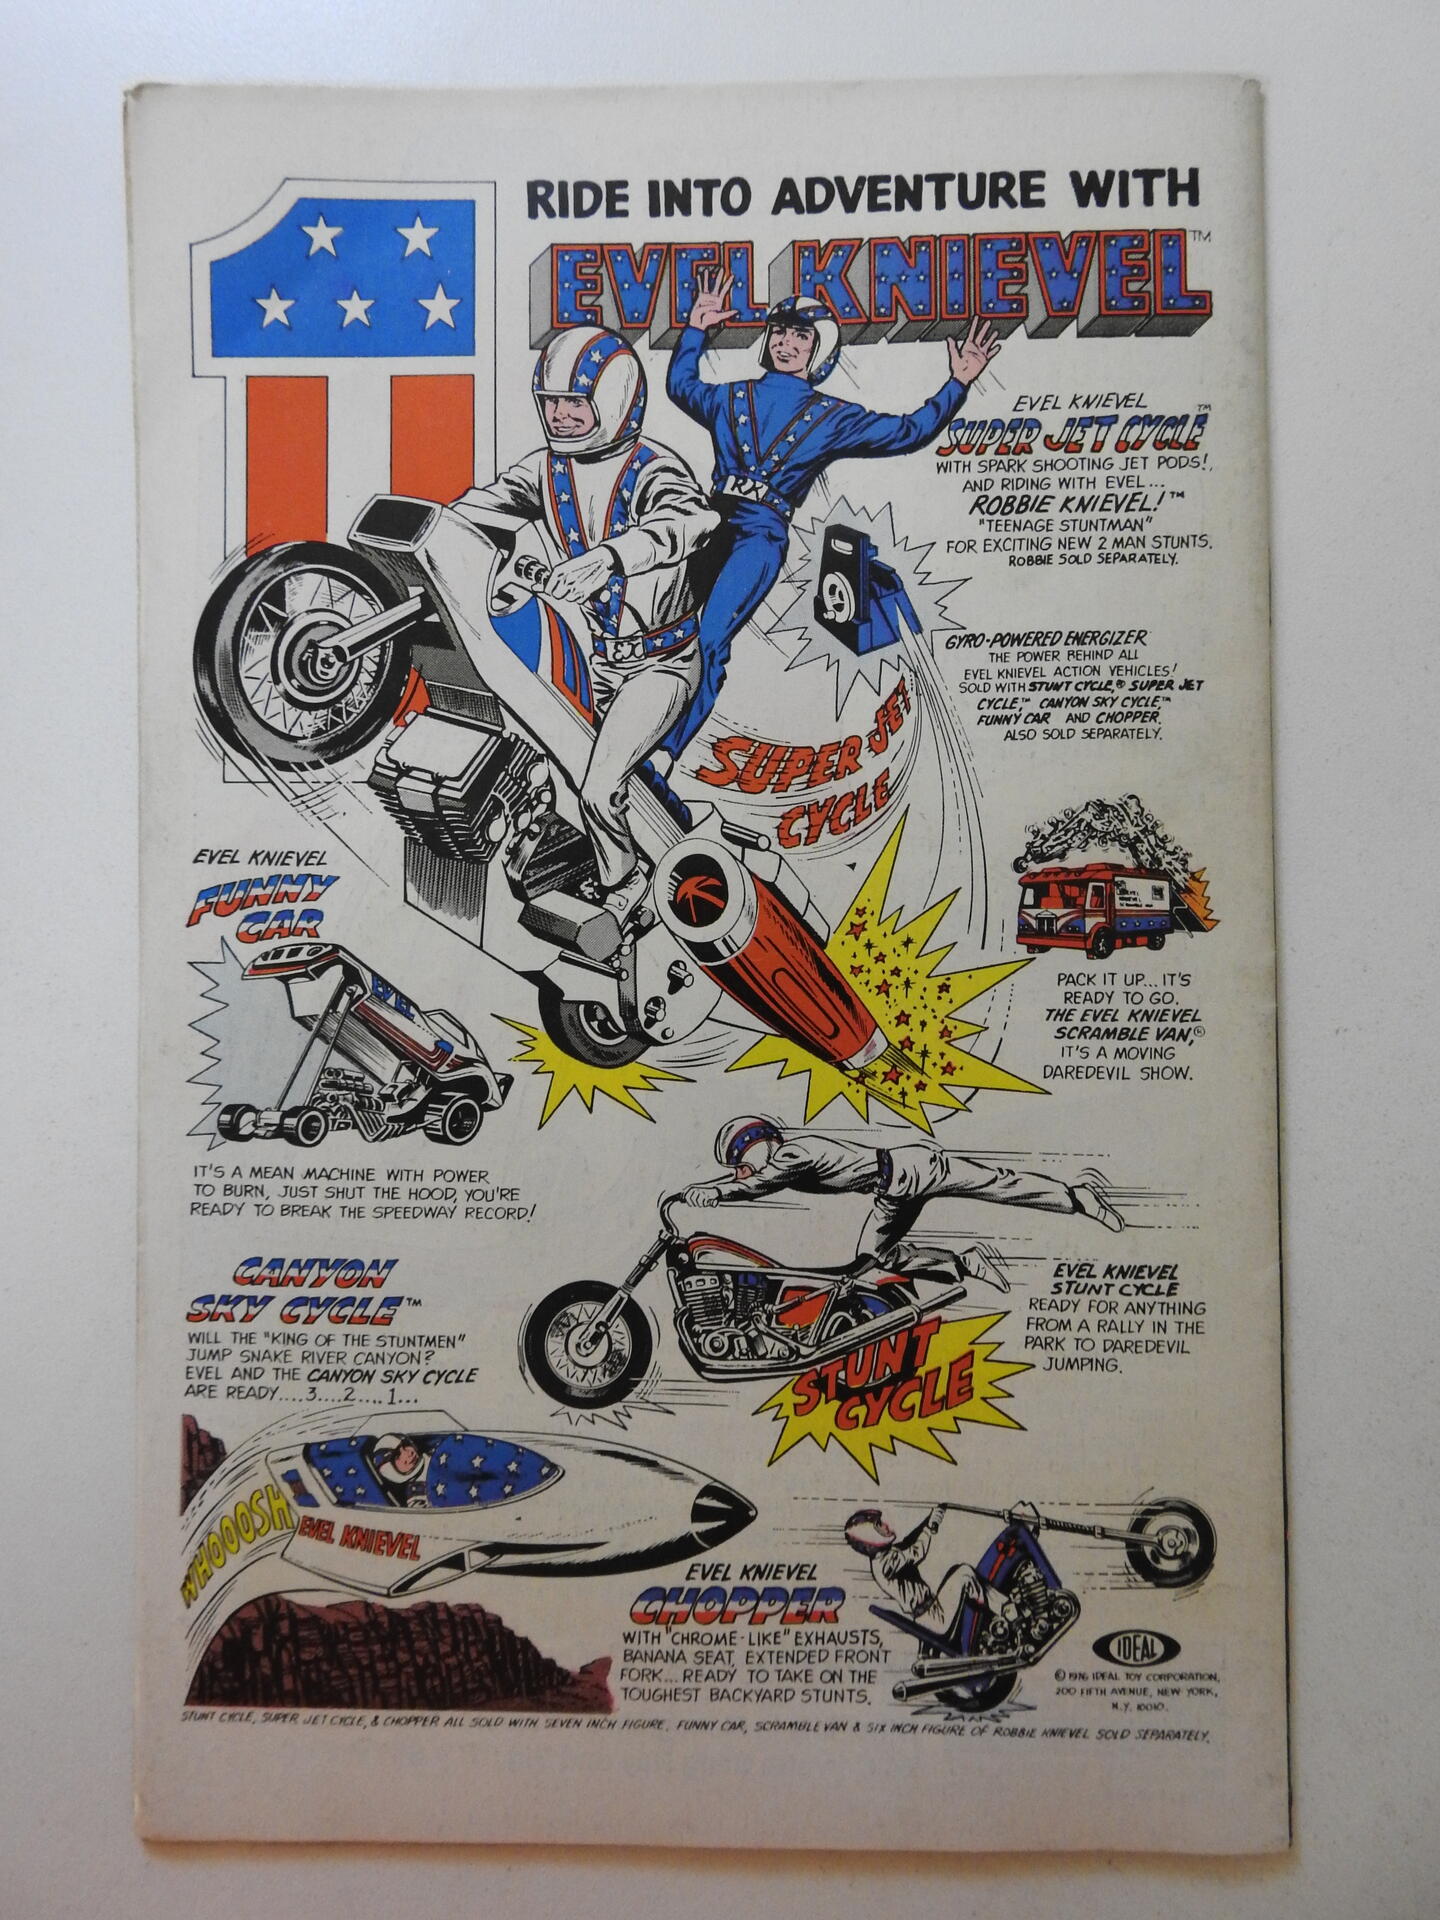 RIDE INTO ADVENTURE WITH
EVEL KNIEVEL™
EVEL KNIEVEL
SUPER JET CYCLE™
WITH SPARK SHOOTING JET PODS!,
AND RIDING WITH EVEL...
ROBBIE KNIEVEL!™
"TEENAGE STUNTMAN"
FOR EXCITING NEW 2 MAN STUNTS.
ROBBIE SOLD SEPARATELY.
RK
EK
GYRO-POWERED ENERGIZER
THE POWER BEHIND ALL
EVEL KNIEVEL ACTION VEHICLES!
SOLD WITH STUNT CYCLE,® SUPER JET
CYCLE,™ CANYON SKY CYCLE,™
FUNNY CAR AND CHOPPER.
ALSO SOLD SEPARATELY.
SUPER JET
CYCLE
EVEL KNIEVEL
FUNNY
CAR
EVEL
IT'S A MEAN MACHINE WITH POWER
TO BURN, JUST SHUT THE HOOD, YOU'RE
READY TO BREAK THE SPEEDWAY RECORD!
PACK IT UP...IT'S
READY TO GO.
THE EVEL KNIEVEL
SCRAMBLE VAN,®
IT'S A MOVING
DAREDEVIL SHOW.
EVEL KNIEVEL
STUNT CYCLE
READY FOR ANYTHING
FROM A RALLY IN THE
PARK TO DAREDEVIL
JUMPING.
STUNT
CYCLE
CANYON
SKY CYCLE™
WILL THE "KING OF THE STUNTMEN"
JUMP SNAKE RIVER CANYON?
EVEL AND THE CANYON SKY CYCLE
ARE READY....3....2....1...
WHOOOSH
EVEL KNIEVEL
EVEL KNIEVEL
CHOPPER
WITH "CHROME-LIKE" EXHAUSTS,
BANANA SEAT, EXTENDED FRONT
FORK...READY TO TAKE ON THE
TOUGHEST BACKYARD STUNTS.
IDEAL
© 1976 IDEAL TOY CORPORATION,
200 FIFTH AVENUE, NEW YORK,
N.Y. 10010.
STUNT CYCLE, SUPER JET CYCLE, & CHOPPER ALL SOLD WITH SEVEN INCH FIGURE. FUNNY CAR, SCRAMBLE VAN & SIX INCH FIGURE OF ROBBIE KNIEVEL SOLD SEPARATELY.